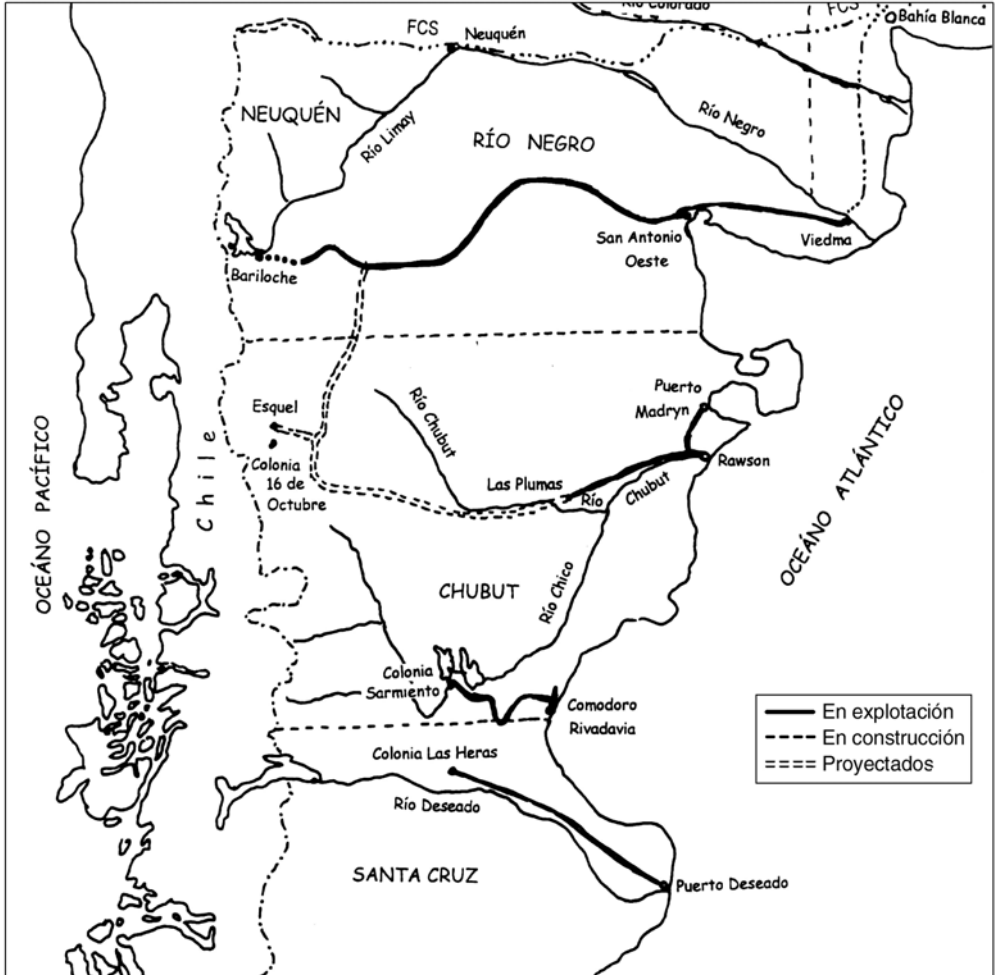 Río Colorado
FCS
Bahía Blanca
FCS
Neuquén
NEUQUÉN
Río Limay
RÍO NEGRO
Río Negro
San Antonio
Oeste
Viedma
Bariloche
Puerto
Madryn
Río Chubut
Esquel
Colonia
16 de
Octubre
Las Plumas
Río Chubut
Rawson
OCEÁNO PACÍFICO
Chile
OCEÁNO ATLÁNTICO
CHUBUT
Río Chico
Colonia
Sarmiento
Comodoro
Rivadavia
En explotación
En construcción
Proyectados
Colonia Las Heras
Río Deseado
SANTA CRUZ
Puerto Deseado